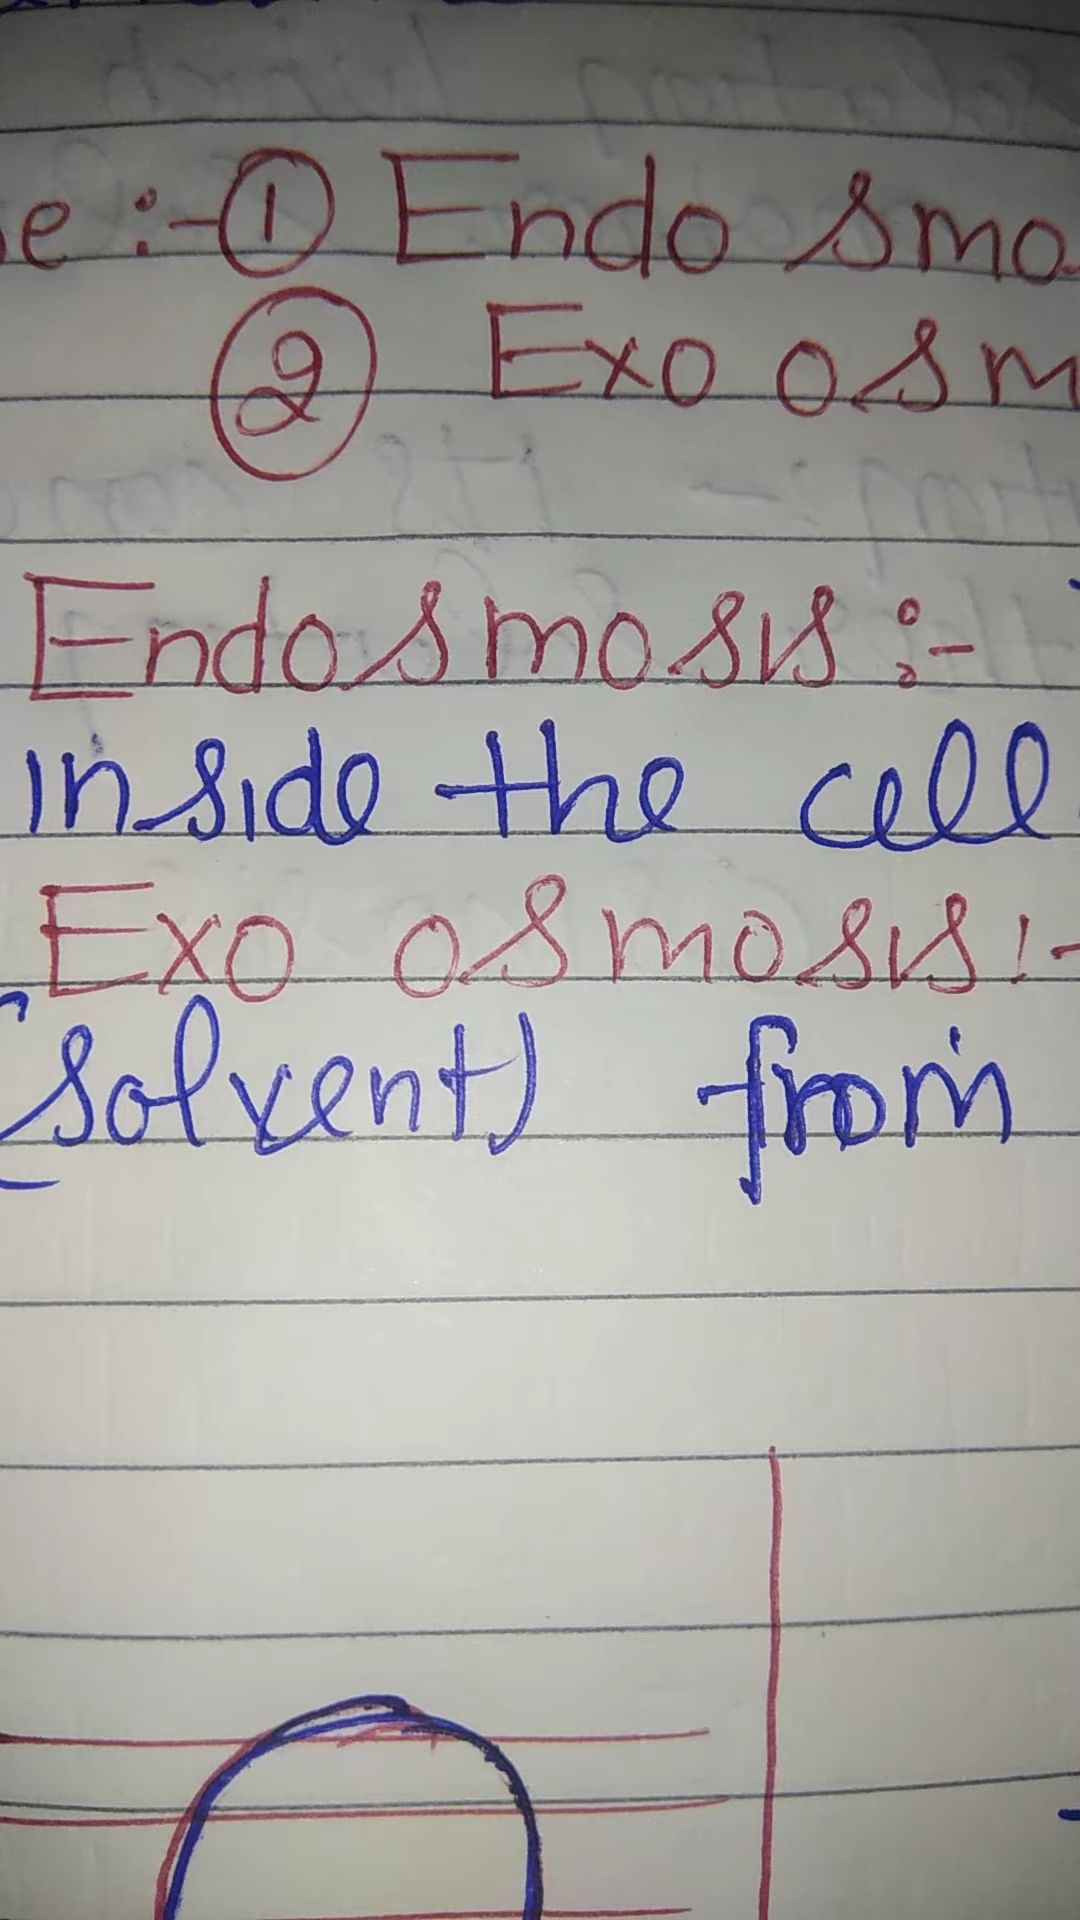 e :- ① Endo smo
② Exo osm
Endosmosis :-
inside the cell
Exo osmosis :-
(solvent) from